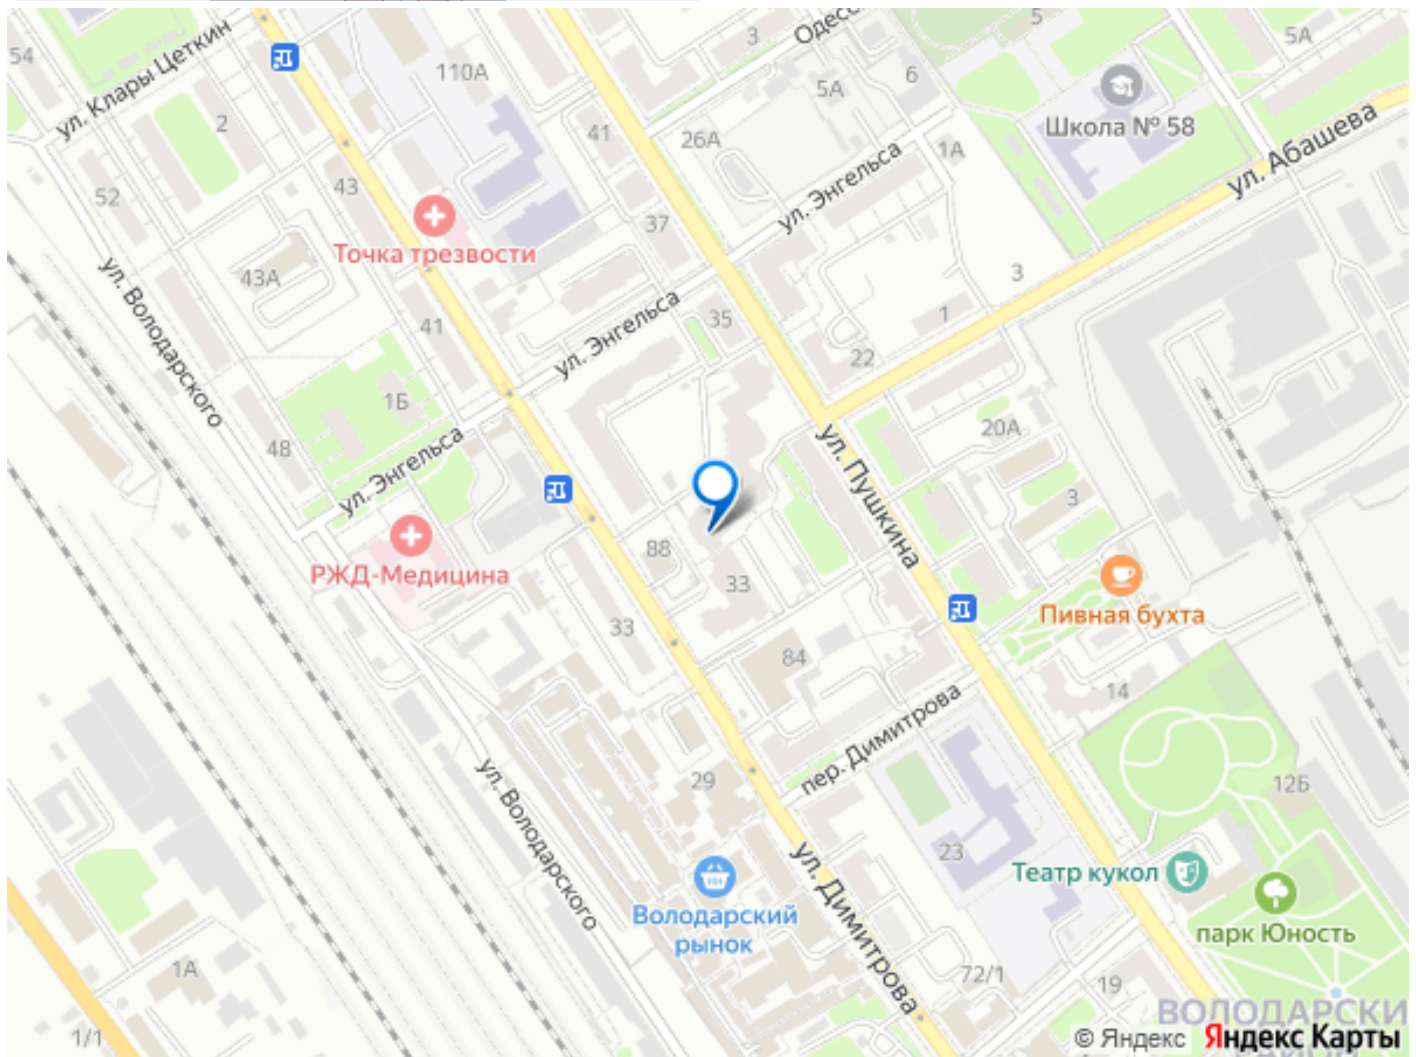 54
ул. Клары Цеткин
3
Одесс
5
5А
110А
5А
6
Школа № 58
2
41
26А
1А
ул. Абашева
52
43
ул. Энгельса
37
Точка трезвости
43А
3
ул. Володарского
41
35
1
ул. Энгельса
22
1Б
20А
48
ул. Энгельса
ул. Пушкина
3
88
РЖД-Медицина
33
Пивная бухта
33
84
14
пер. Димитрова
29
12Б
ул. Володарского
23
Театр кукол
ул. Димитрова
Володарский
рынок
парк Юность
1А
72/1
19
ВОЛОДАРСКИ
1/1
© Яндекс Яндекс Карты